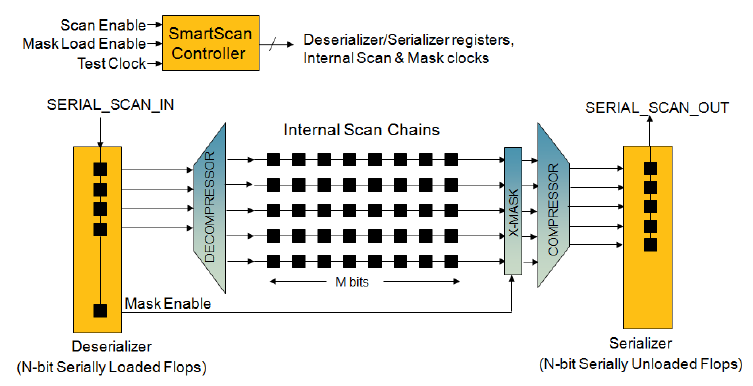 Scan Enable
Mask Load Enable
Test Clock
SmartScan
Controller
Deserializer/Serializer registers,
Internal Scan & Mask clocks
SERIAL_SCAN_IN
SERIAL_SCAN_OUT
Internal Scan Chains
DECOMPRESSOR
X-MASK
COMPRESSOR
M bits
Mask Enable
Deserializer
(N-bit Serially Loaded Flops)
Serializer
(N-bit Serially Unloaded Flops)